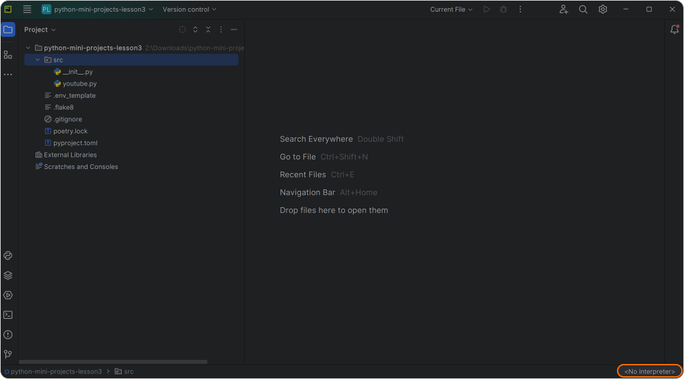 PL python-mini-projects-lesson3 Version control Current File
Project
python-mini-projects-lesson3 Z:\Downloads\python-mini-proje
src
__init__.py
youtube.py
.env_template
.flake8
.gitignore
poetry.lock
pyproject.toml
External Libraries
Scratches and Consoles
Search Everywhere Double Shift
Go to File Ctrl+Shift+N
Recent Files Ctrl+E
Navigation Bar Alt+Home
Drop files here to open them
python-mini-projects-lesson3 > src <No interpreter>